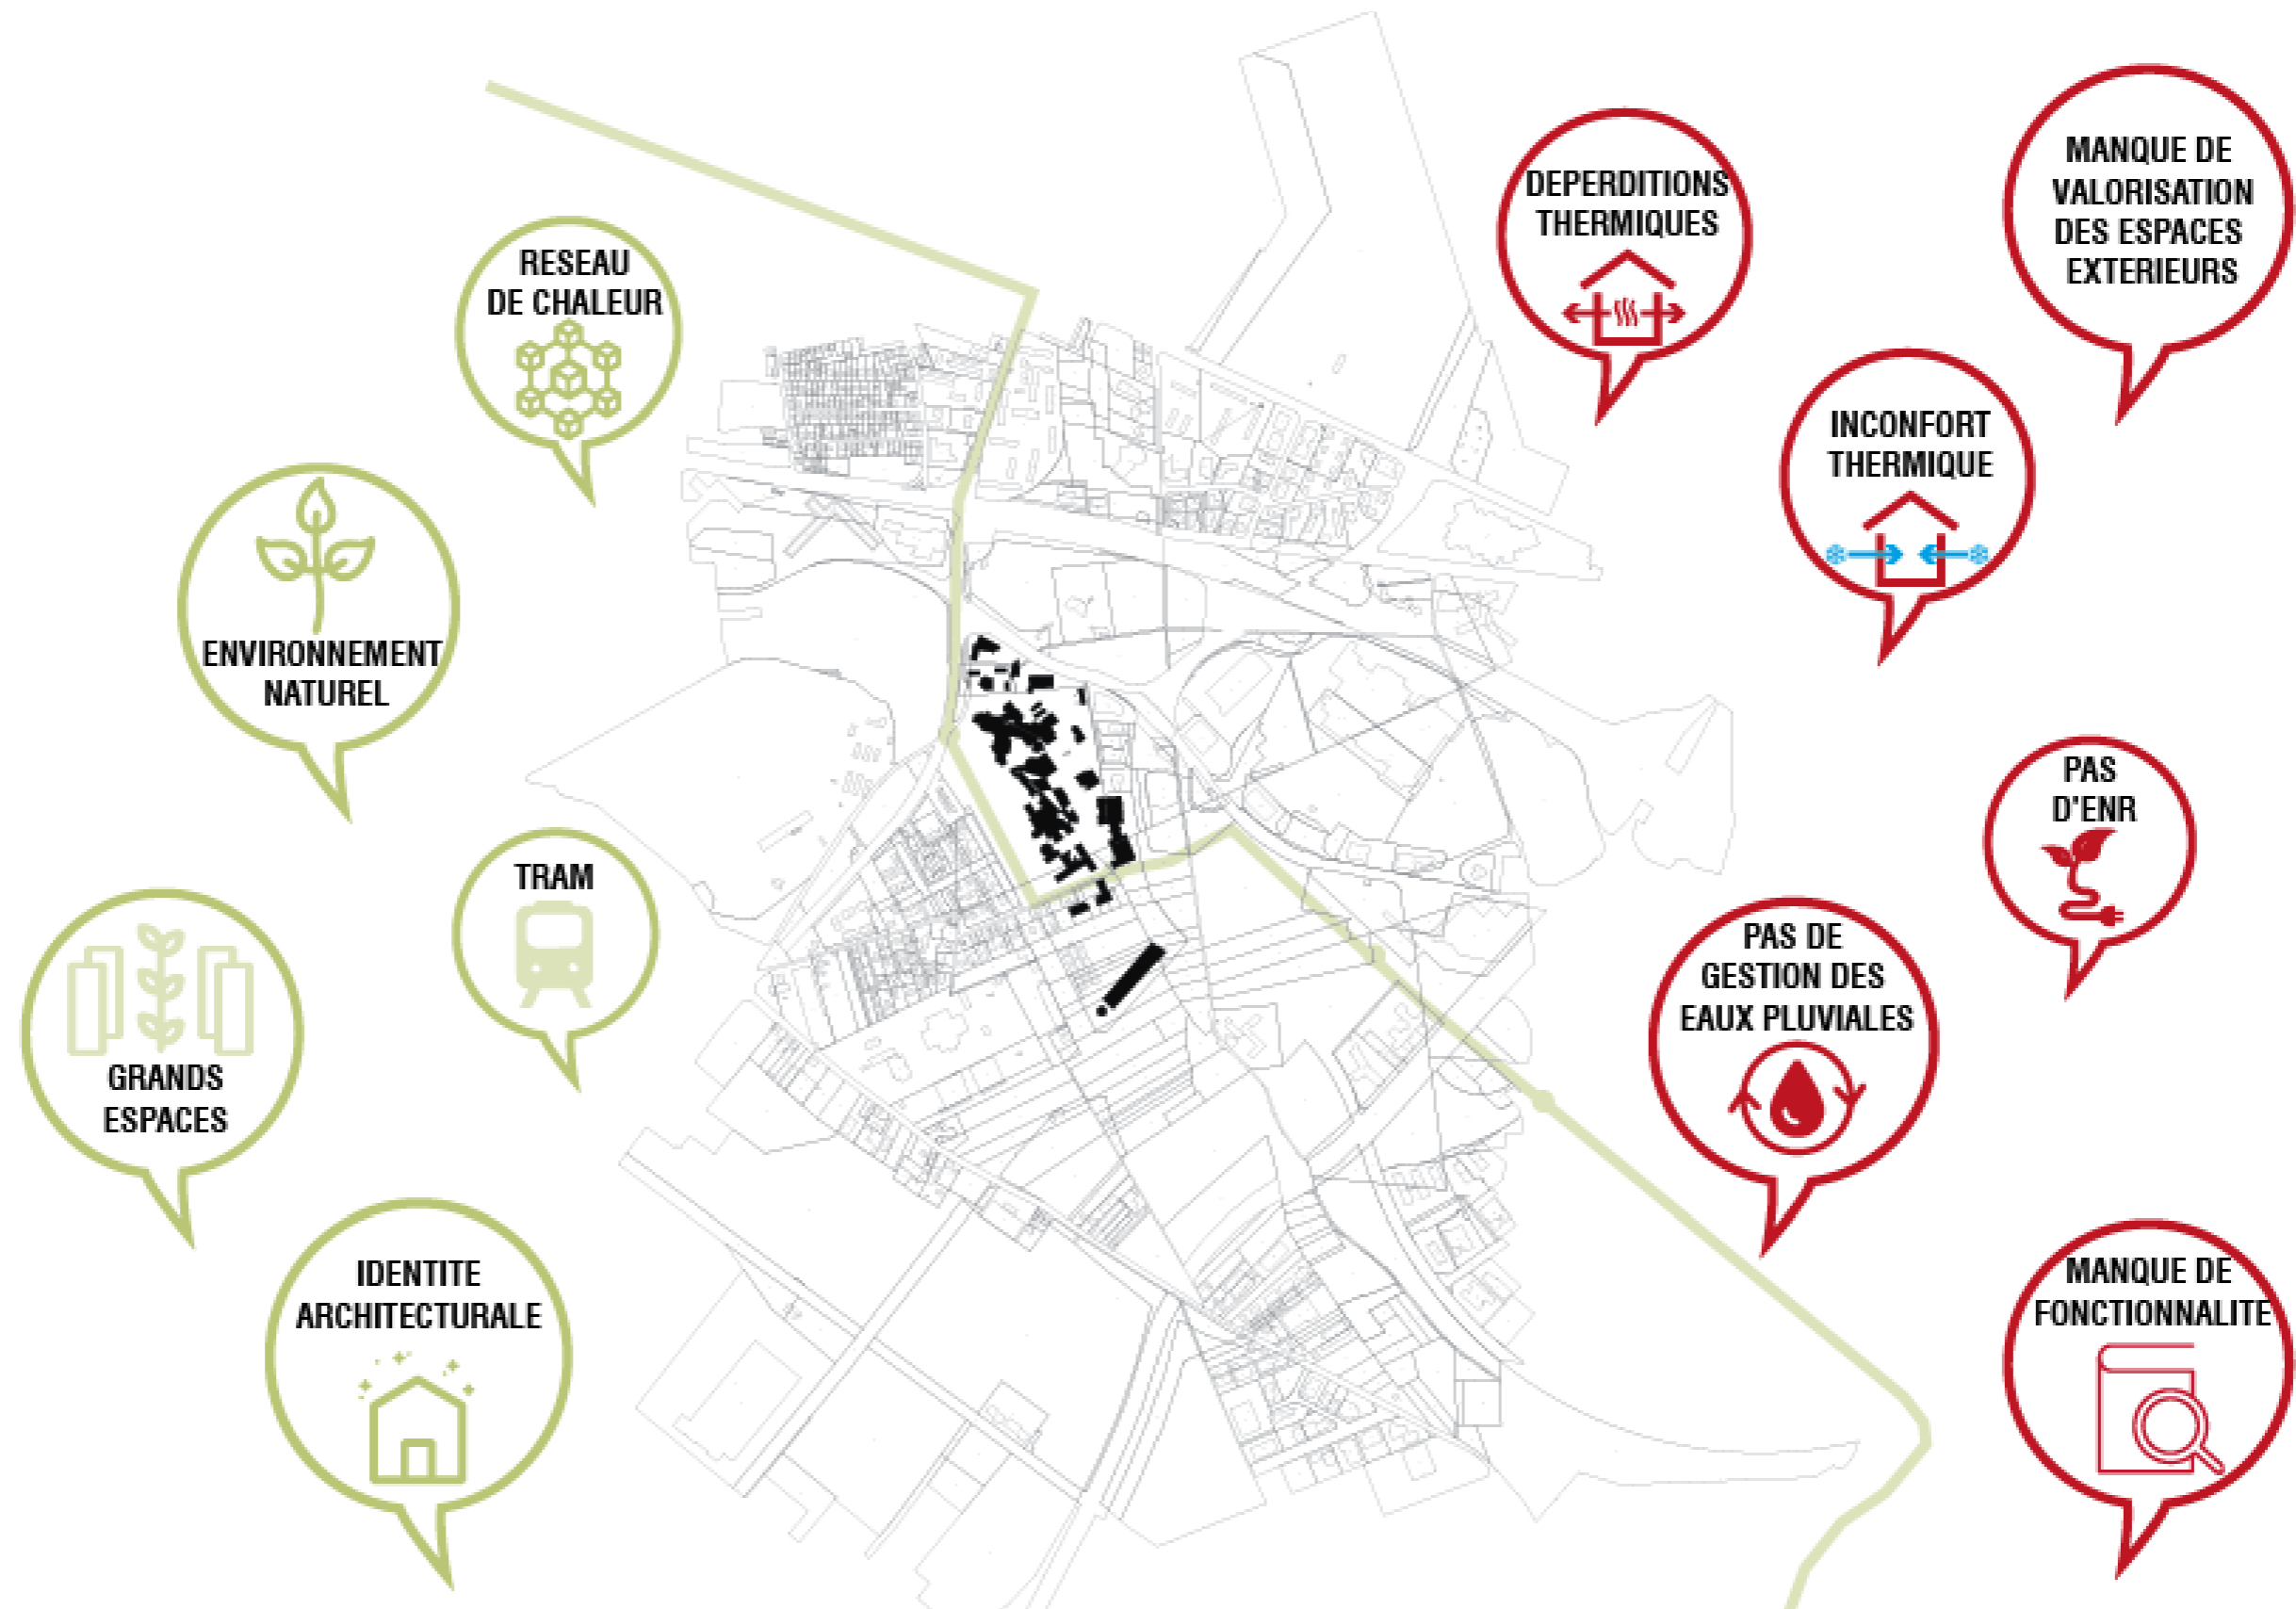 RESEAU
DE CHALEUR
ENVIRONNEMENT
NATUREL
TRAM
GRANDS
ESPACES
IDENTITE
ARCHITECTURALE
DEPERDITIONS
THERMIQUES
MANQUE DE
VALORISATION
DES ESPACES
EXTERIEURS
INCONFORT
THERMIQUE
PAS
D'ENR
PAS DE
GESTION DES
EAUX PLUVIALES
MANQUE DE
FONCTIONNALITE